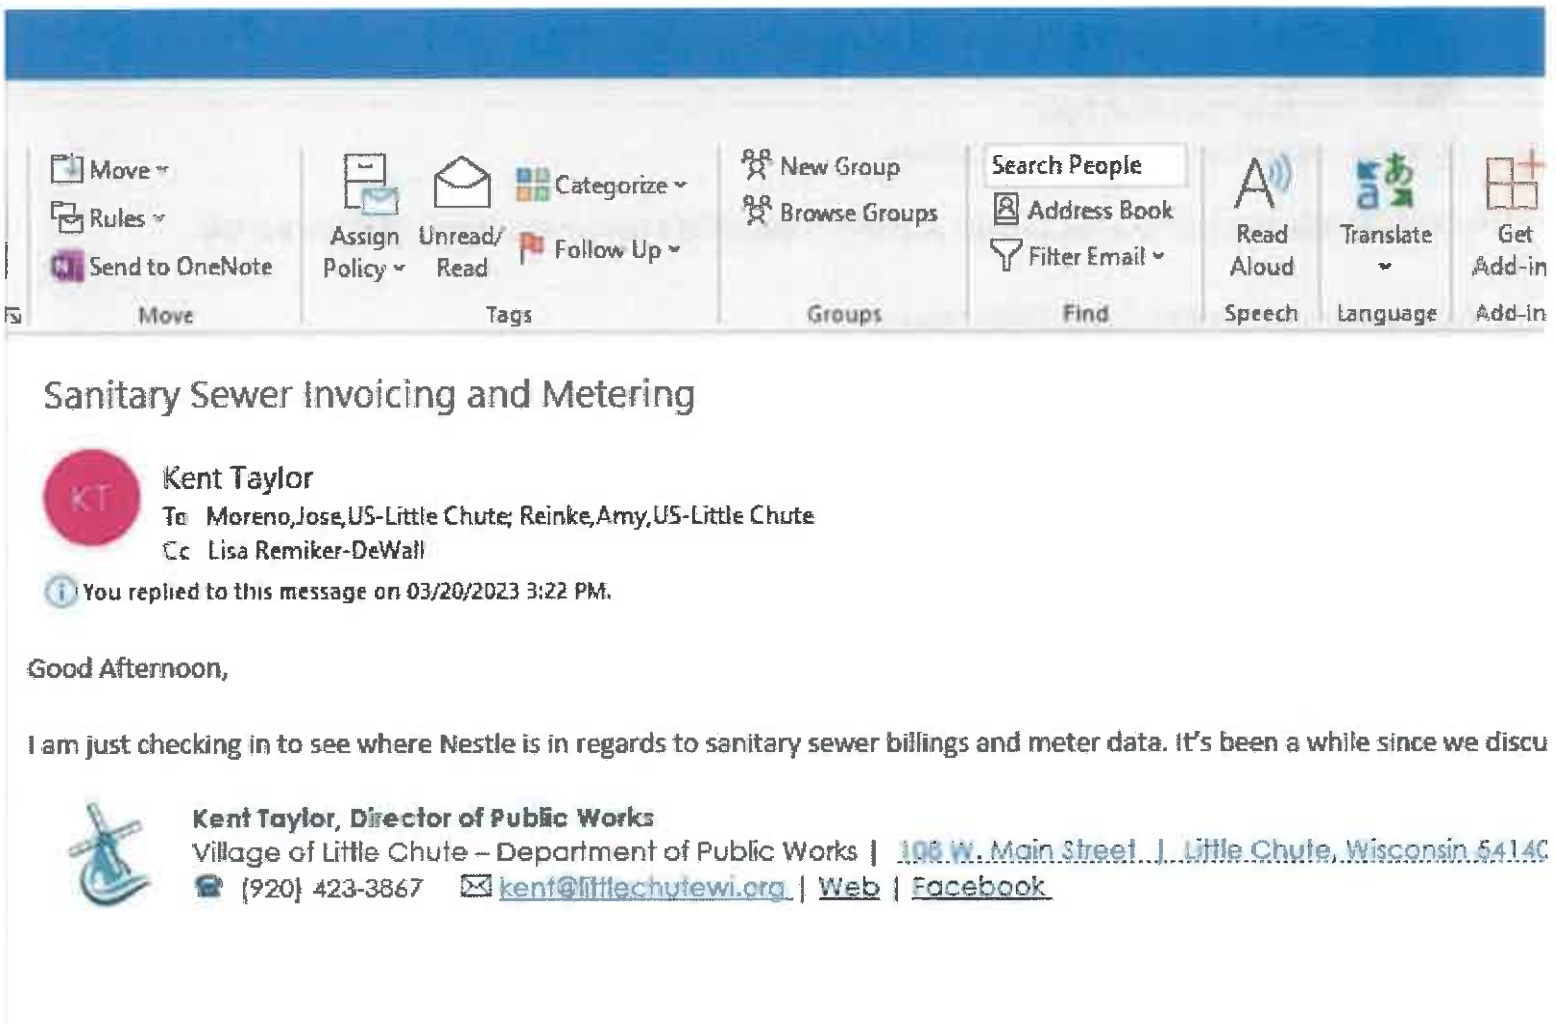 Move
Rules
Send to OneNote
Move
Assign Policy
Unread/ Read
Categorize
Follow Up
Tags
New Group
Browse Groups
Groups
Search People
Address Book
Filter Email
Find
Read Aloud
Speech
Translate
Language
Get Add-in
Add-in
Sanitary Sewer Invoicing and Metering
KT
Kent Taylor
To Moreno,Jose,US-Little Chute; Reinke,Amy,US-Little Chute
Cc Lisa Remiker-DeWall
You replied to this message on 03/20/2023 3:22 PM.
Good Afternoon,
I am just checking in to see where Nestle is in regards to sanitary sewer billings and meter data. It's been a while since we discu
Kent Taylor, Director of Public Works
Village of Little Chute – Department of Public Works | 108 W. Main Street | Little Chute, Wisconsin 54140
(920) 423-3867 kent@littlechutewi.org | Web | Facebook